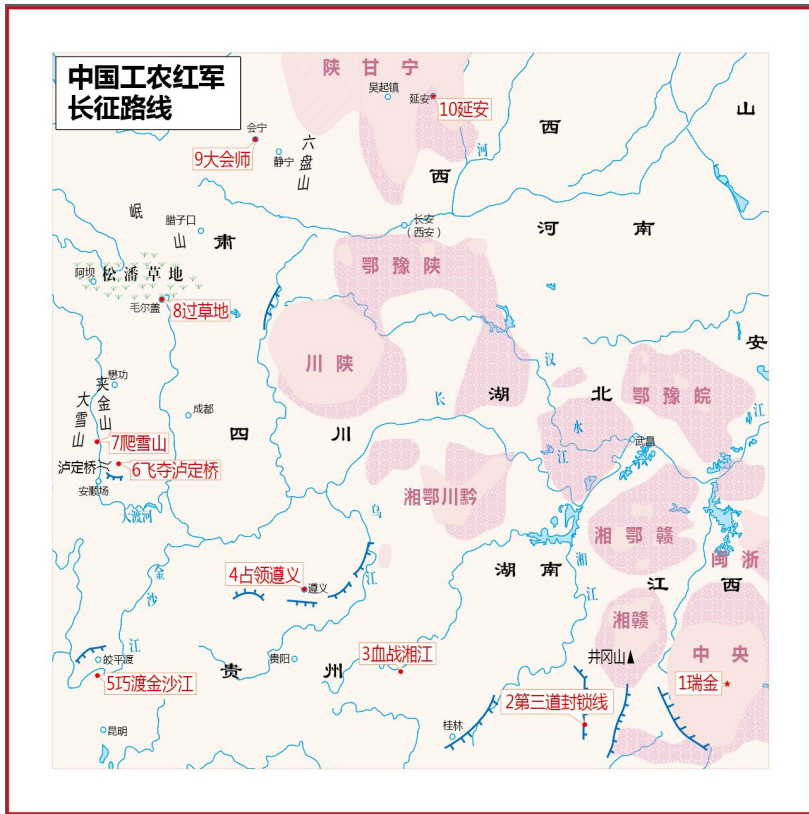 中国工农红军
长征路线
陕甘宁
吴起镇
延安
10延安
山
西
会宁
9大会师
静宁
六盘山
河
西
岷山
腊子口
肃
长安
(西安)
河南
鄂豫陕
阿坝
松潘草地
毛尔盖
8过草地
川陕
汉水
安
懋功
夹金山
大雪山
长江
湖北
鄂豫皖
江
成都
四川
武昌
7爬雪山
泸定桥
6飞夺泸定桥
安顺场
大渡河
湘鄂川黔
乌江
湘鄂赣
闽浙
金沙江
4占领遵义
遵义
湖南
湘江
江西
湘赣
皎平渡
5巧渡金沙江
贵阳
贵州
3血战湘江
井冈山
中央
1瑞金
2第三道封锁线
桂林
昆明